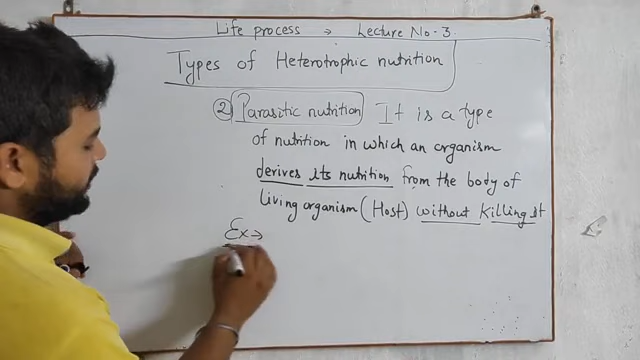 Life process → Lecture No - 3
Types of Heterotrophic nutrition
② Parasitic nutrition It is a type
of nutrition in which an organism
derives its nutrition from the body of
living organism (Host) without killing it
Ex →